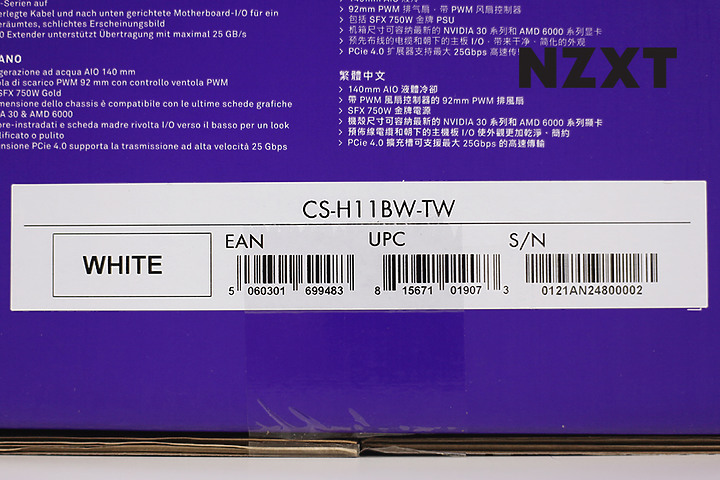 -Serien auf
erlegte Kabel und nach unten gerichtete Motherboard-I/O für ein
eräumtes, schlichtes Erscheinungsbild
.0 Extender unterstützt Übertragung mit maximal 25 GB/s
ANO
igerazione ad acqua AIO 140 mm
ola di scarico PWM 92 mm con controllo ventola PWM
SFX 750W Gold
imensione dello chassis è compatibile con le ultime schede grafiche
IA 30 & AMD 6000
ore-instradati e scheda madre rivolta I/O verso il basso per un look
lificato o pulito
ensione PCIe 4.0 supporta la trasmissione ad alta velocità 25 Gbps
> 92mm PWM 排气扇,带 PWM 风扇控制器
> 包括 SFX 750W 金牌 PSU
> 机箱尺寸可容纳最新的 NVIDIA 30 系列和 AMD 6000 系列显卡
> 预先布线的电缆和朝下的主板 I/O,带来干净、简化的外观
> PCIe 4.0 扩展器支持最大 25Gbps 高速传
NZXT
繁體中文
> 140mm AIO 液體冷卻
> 帶 PWM 風扇控制器的 92mm PWM 排風扇
> SFX 750W 金牌電源
> 機殼尺寸可容納最新的 NVIDIA 30 系列和 AMD 6000 系列顯卡
> 預佈線電纜和朝下的主機板 I/O 使外觀更加乾淨、簡約
> PCIe 4.0 擴充槽可支援最大 25Gbps 的高速傳輸
CS-H11BW-TW
WHITE
EAN
5 060301 699483
UPC
8 15671 01907 3
S/N
0121AN24800002